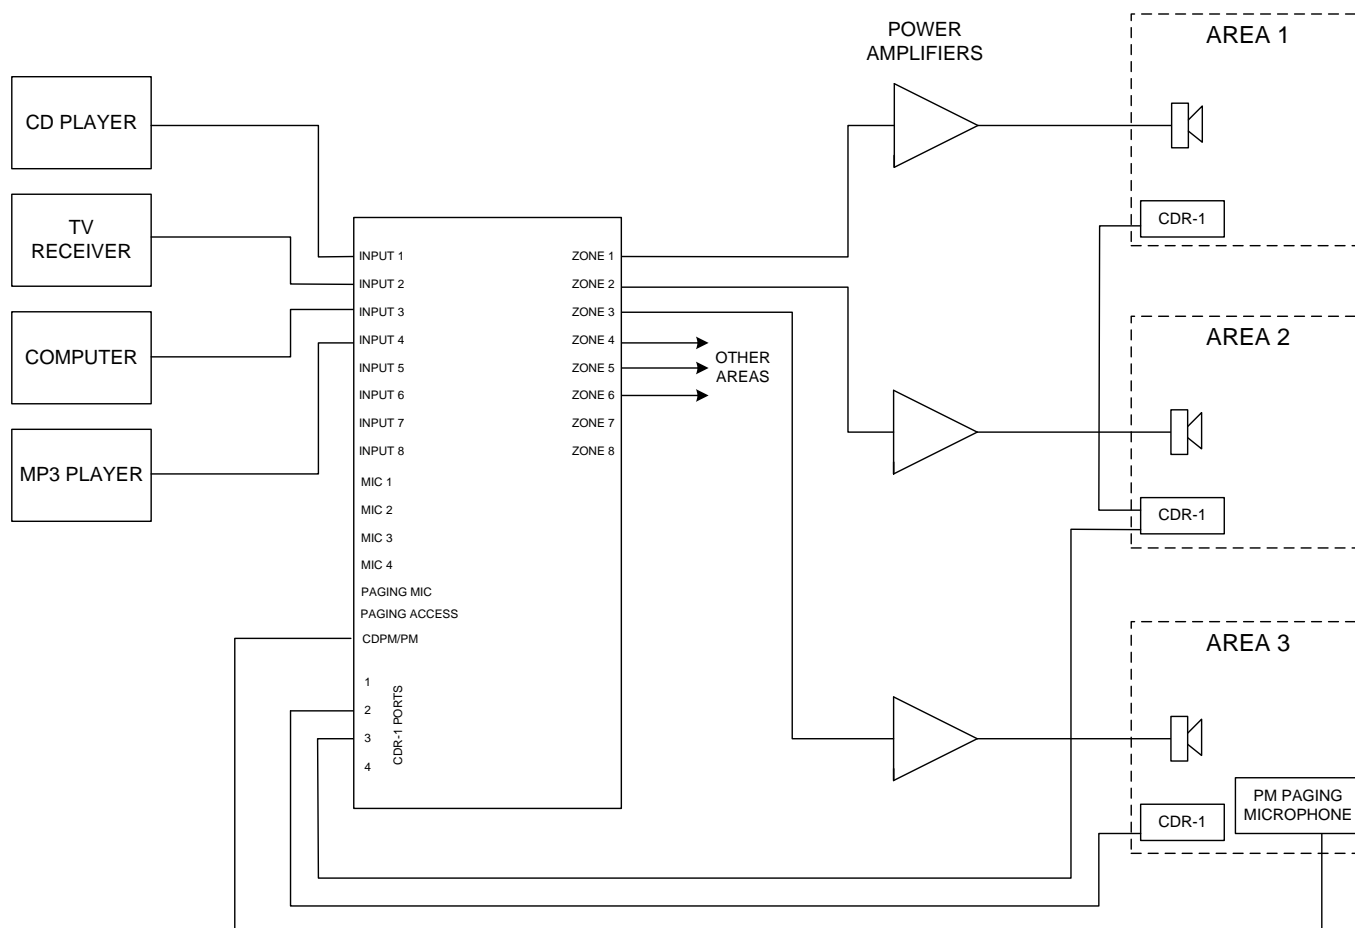 POWER
AMPLIFIERS
AREA 1
CD PLAYER
CDR-1
TV
RECEIVER
INPUT 1
INPUT 2
INPUT 3
INPUT 4
INPUT 5
INPUT 6
INPUT 7
INPUT 8
MIC 1
MIC 2
MIC 3
MIC 4
PAGING MIC
PAGING ACCESS
CDPM/PM
1
2
3
4
CDR-1 PORTS
ZONE 1
ZONE 2
ZONE 3
ZONE 4
ZONE 5
ZONE 6
ZONE 7
ZONE 8
OTHER
AREAS
COMPUTER
MP3 PLAYER
AREA 2
CDR-1
AREA 3
CDR-1
PM PAGING
MICROPHONE